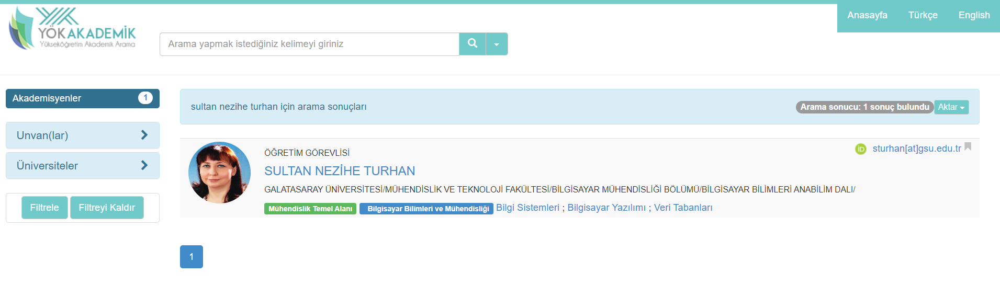 Anasayfa Türkçe English
YÖKAKADEMİK
Yükseköğretim Akademik Arama
Arama yapmak istediğiniz kelimeyi giriniz
Akademisyenler 1
Unvan(lar)
Üniversiteler
Filtrele Filtreyi Kaldır
sultan nezihe turhan için arama sonuçları
Arama sonucu: 1 sonuç bulundu Aktar
ÖĞRETİM GÖREVLİSİ
iD sturhan[at]gsu.edu.tr
SULTAN NEZİHE TURHAN
GALATASARAY ÜNİVERSİTESİ/MÜHENDİSLİK VE TEKNOLOJİ FAKÜLTESİ/BİLGİSAYAR MÜHENDİSLİĞİ BÖLÜMÜ/BİLGİSAYAR BİLİMLERİ ANABİLİM DALI/
Mühendislik Temel Alanı Bilgisayar Bilimleri ve Mühendisliği Bilgi Sistemleri ; Bilgisayar Yazılımı ; Veri Tabanları
1